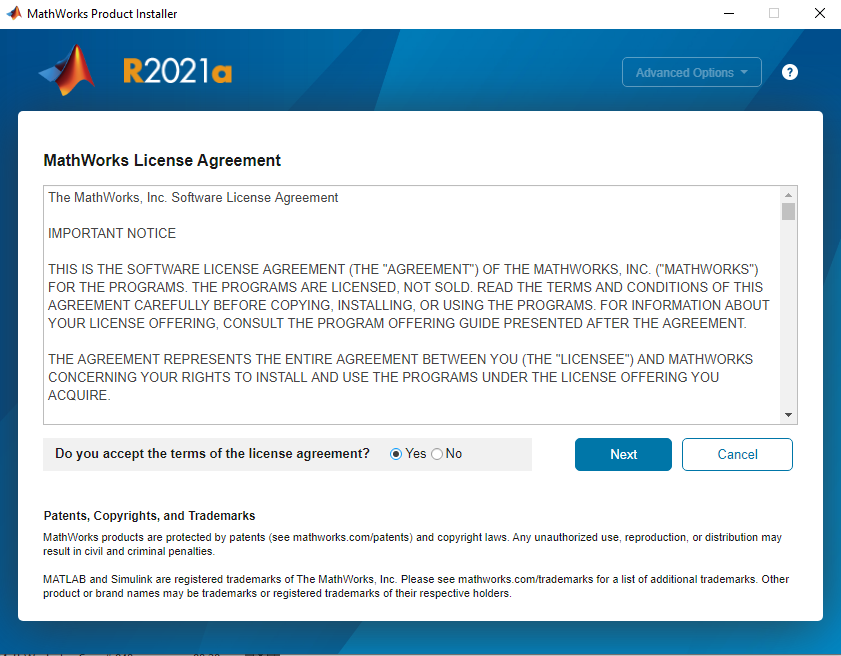 MathWorks Product Installer
R2021a
Advanced Options
?
MathWorks License Agreement
The MathWorks, Inc. Software License Agreement
IMPORTANT NOTICE
THIS IS THE SOFTWARE LICENSE AGREEMENT (THE "AGREEMENT") OF THE MATHWORKS, INC. ("MATHWORKS")
FOR THE PROGRAMS. THE PROGRAMS ARE LICENSED, NOT SOLD. READ THE TERMS AND CONDITIONS OF THIS
AGREEMENT CAREFULLY BEFORE COPYING, INSTALLING, OR USING THE PROGRAMS. FOR INFORMATION ABOUT
YOUR LICENSE OFFERING, CONSULT THE PROGRAM OFFERING GUIDE PRESENTED AFTER THE AGREEMENT.
THE AGREEMENT REPRESENTS THE ENTIRE AGREEMENT BETWEEN YOU (THE "LICENSEE") AND MATHWORKS
CONCERNING YOUR RIGHTS TO INSTALL AND USE THE PROGRAMS UNDER THE LICENSE OFFERING YOU
ACQUIRE.
Do you accept the terms of the license agreement? Yes No
Next
Cancel
Patents, Copyrights, and Trademarks
MathWorks products are protected by patents (see mathworks.com/patents) and copyright laws. Any unauthorized use, reproduction, or distribution may
result in civil and criminal penalties.
MATLAB and Simulink are registered trademarks of The MathWorks, Inc. Please see mathworks.com/trademarks for a list of additional trademarks. Other
product or brand names may be trademarks or registered trademarks of their respective holders.